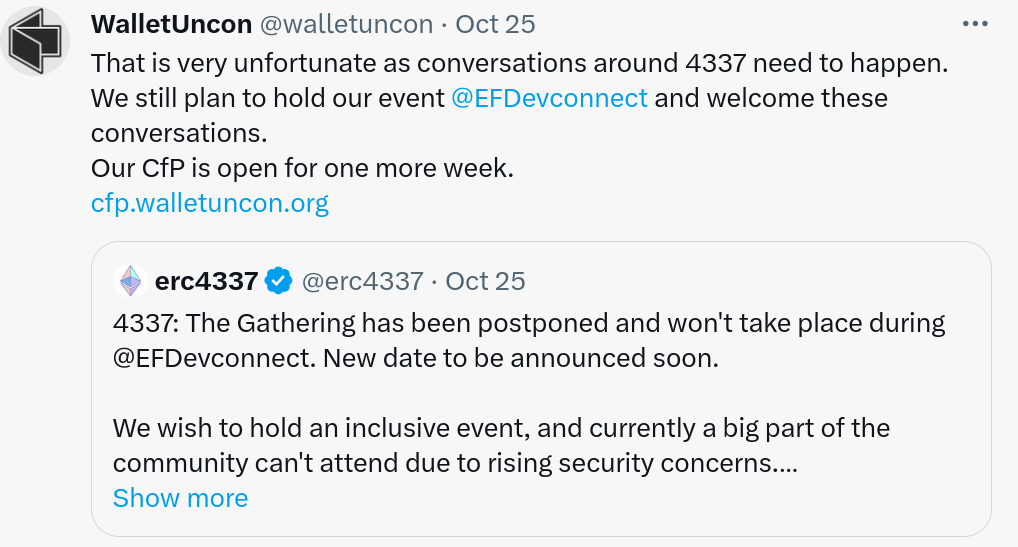 WalletUncon @walletuncon · Oct 25
That is very unfortunate as conversations around 4337 need to happen.
We still plan to hold our event @EFDevconnect and welcome these
conversations.
Our CfP is open for one more week.
cfp.walletuncon.org
erc4337 @erc4337 · Oct 25
4337: The Gathering has been postponed and won't take place during
@EFDevconnect. New date to be announced soon.
We wish to hold an inclusive event, and currently a big part of the
community can't attend due to rising security concerns....
Show more